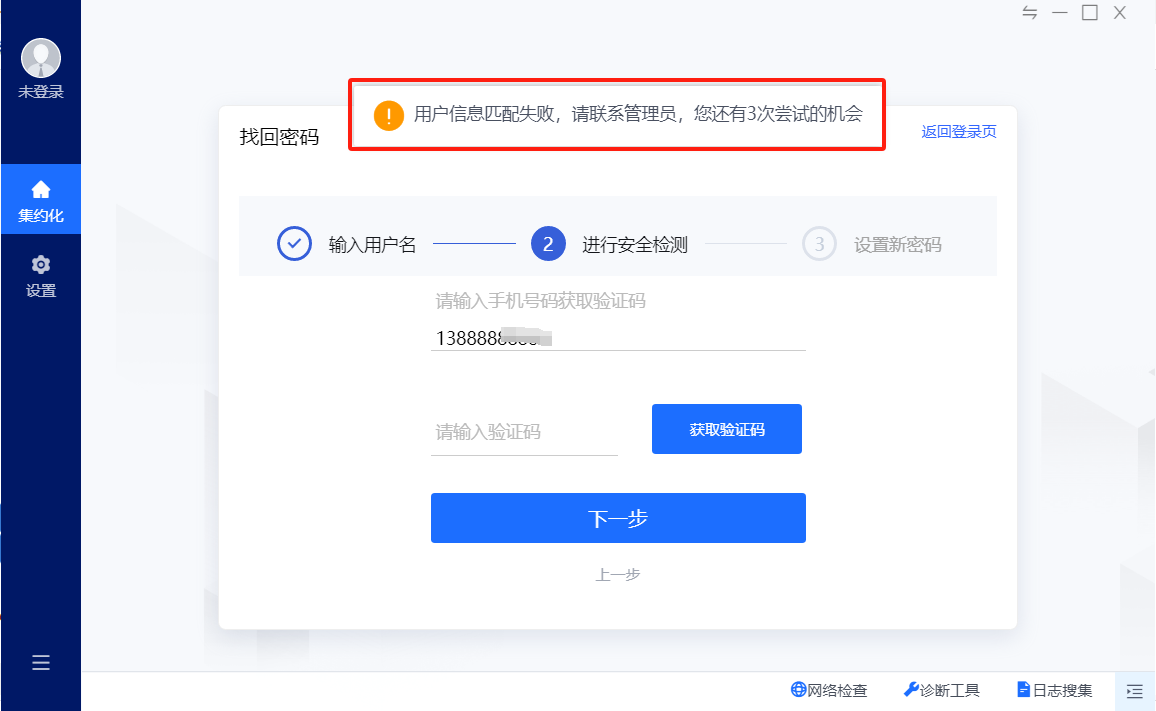 未登录
集约化
设置
用户信息匹配失败，请联系管理员，您还有3次尝试的机会
找回密码
返回登录页
输入用户名
2
进行安全检测
3
设置新密码
请输入手机号码获取验证码
1388888
请输入验证码
获取验证码
下一步
上一步
网络检查
诊断工具
日志搜集